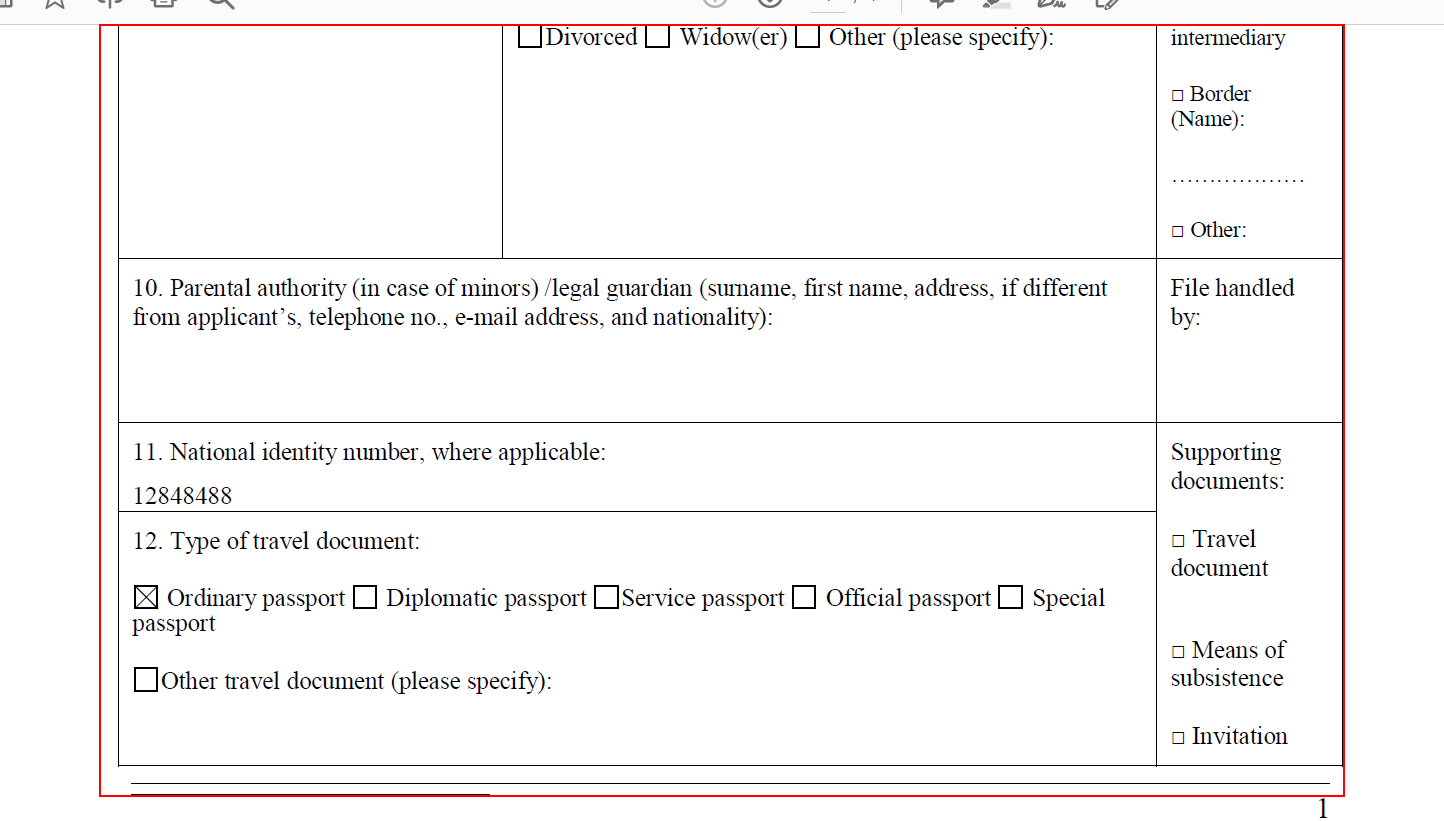 Divorced Widow(er) Other (please specify):
intermediary
□ Border
(Name):
………………
□ Other:
10. Parental authority (in case of minors) /legal guardian (surname, first name, address, if different
from applicant’s, telephone no., e-mail address, and nationality):
File handled
by:
11. National identity number, where applicable:
12848488
12. Type of travel document:
☒ Ordinary passport ☐ Diplomatic passport ☐ Service passport ☐ Official passport ☐ Special
passport
☐ Other travel document (please specify):
Supporting
documents:
□ Travel
document
□ Means of
subsistence
□ Invitation
1